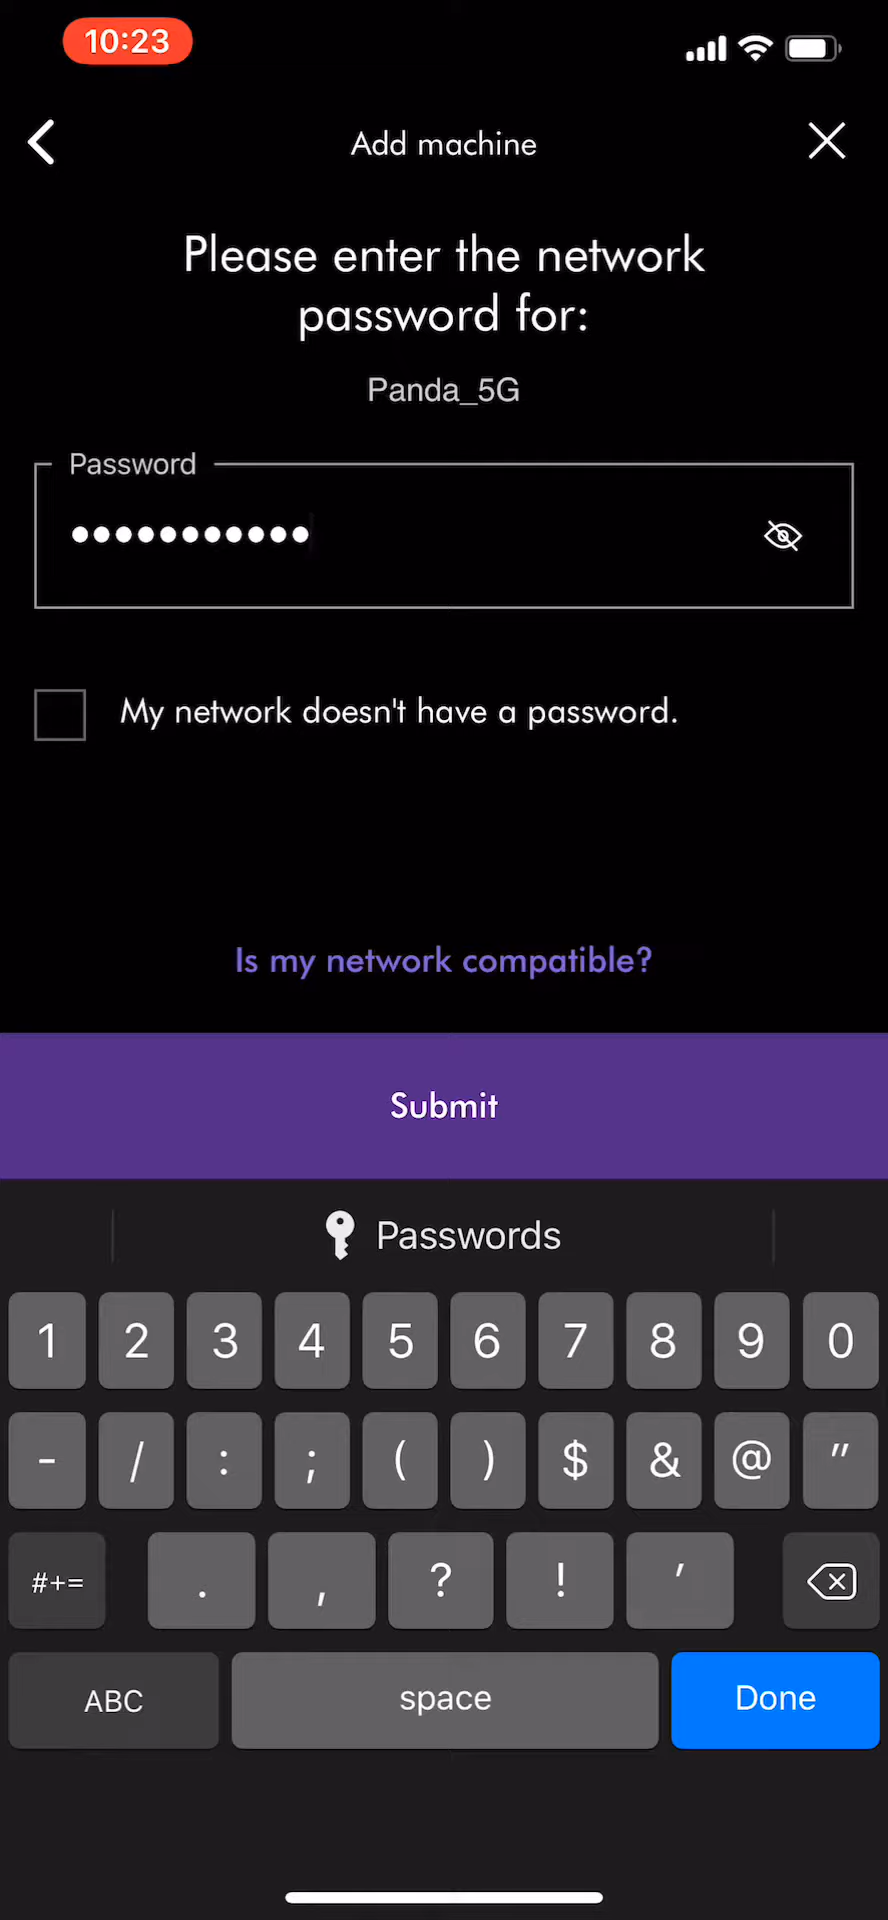 10:23
Add machine
Please enter the network
password for:
Panda_5G
Password
•••••••••••
My network doesn't have a password.
Is my network compatible?
Submit
Passwords
1 2 3 4 5 6 7 8 9 0
- / : ; ( ) $ & @ "
#+= . , ? ! '
ABC space Done